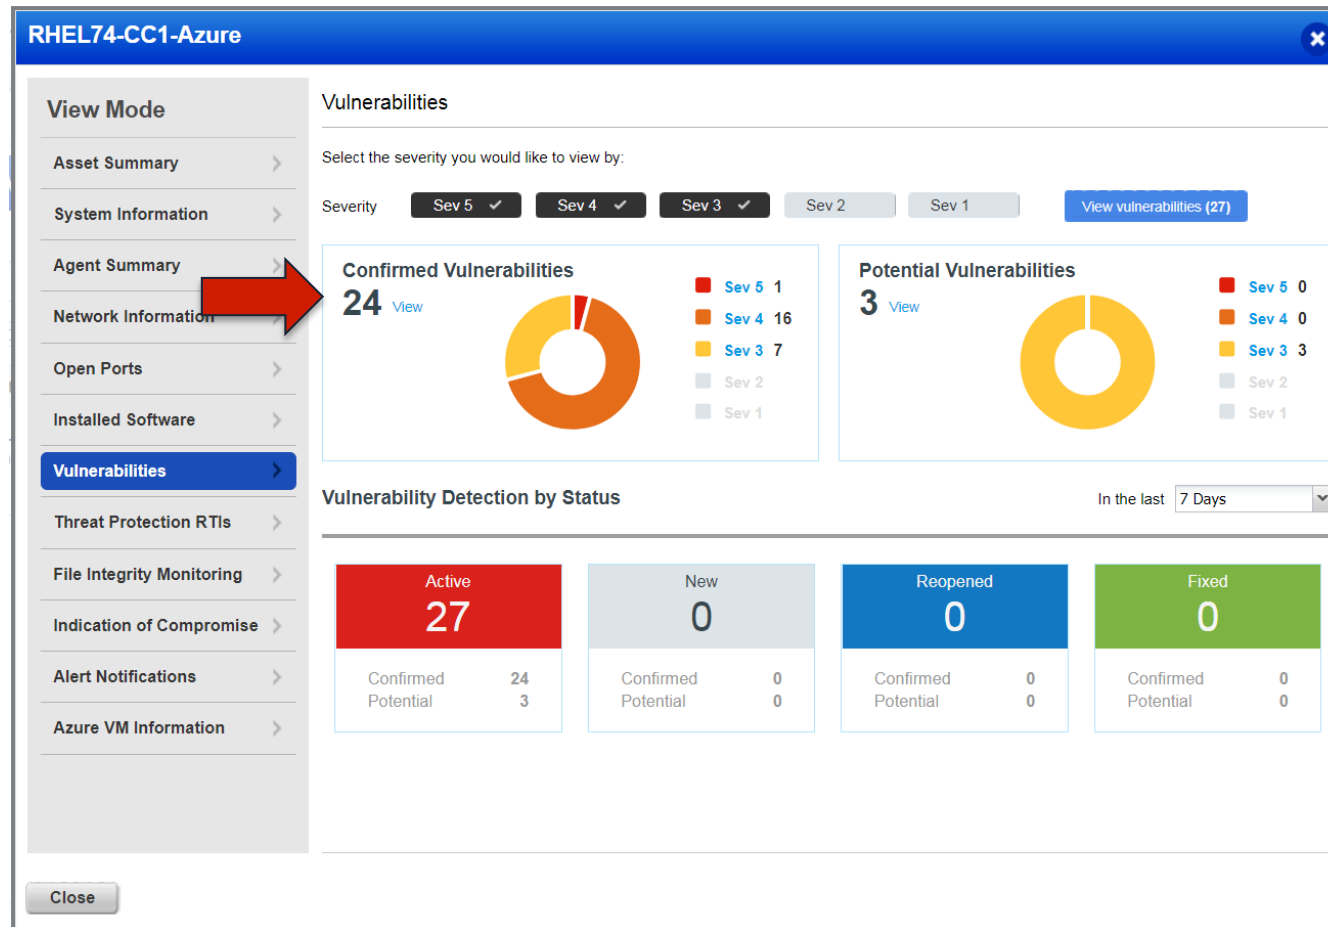 RHEL74-CC1-Azure
View Mode
Asset Summary
System Information
Agent Summary
Network Information
Open Ports
Installed Software
Vulnerabilities
Threat Protection RTIs
File Integrity Monitoring
Indication of Compromise
Alert Notifications
Azure VM Information
Close
Vulnerabilities
Select the severity you would like to view by:
Severity Sev 5 Sev 4 Sev 3 Sev 2 Sev 1 View vulnerabilities (27)
Confirmed Vulnerabilities
24 View
Sev 5 1
Sev 4 16
Sev 3 7
Sev 2
Sev 1
Potential Vulnerabilities
3 View
Sev 5 0
Sev 4 0
Sev 3 3
Sev 2
Sev 1
Vulnerability Detection by Status
In the last 7 Days
Active
27
Confirmed 24
Potential 3
New
0
Confirmed 0
Potential 0
Reopened
0
Confirmed 0
Potential 0
Fixed
0
Confirmed 0
Potential 0